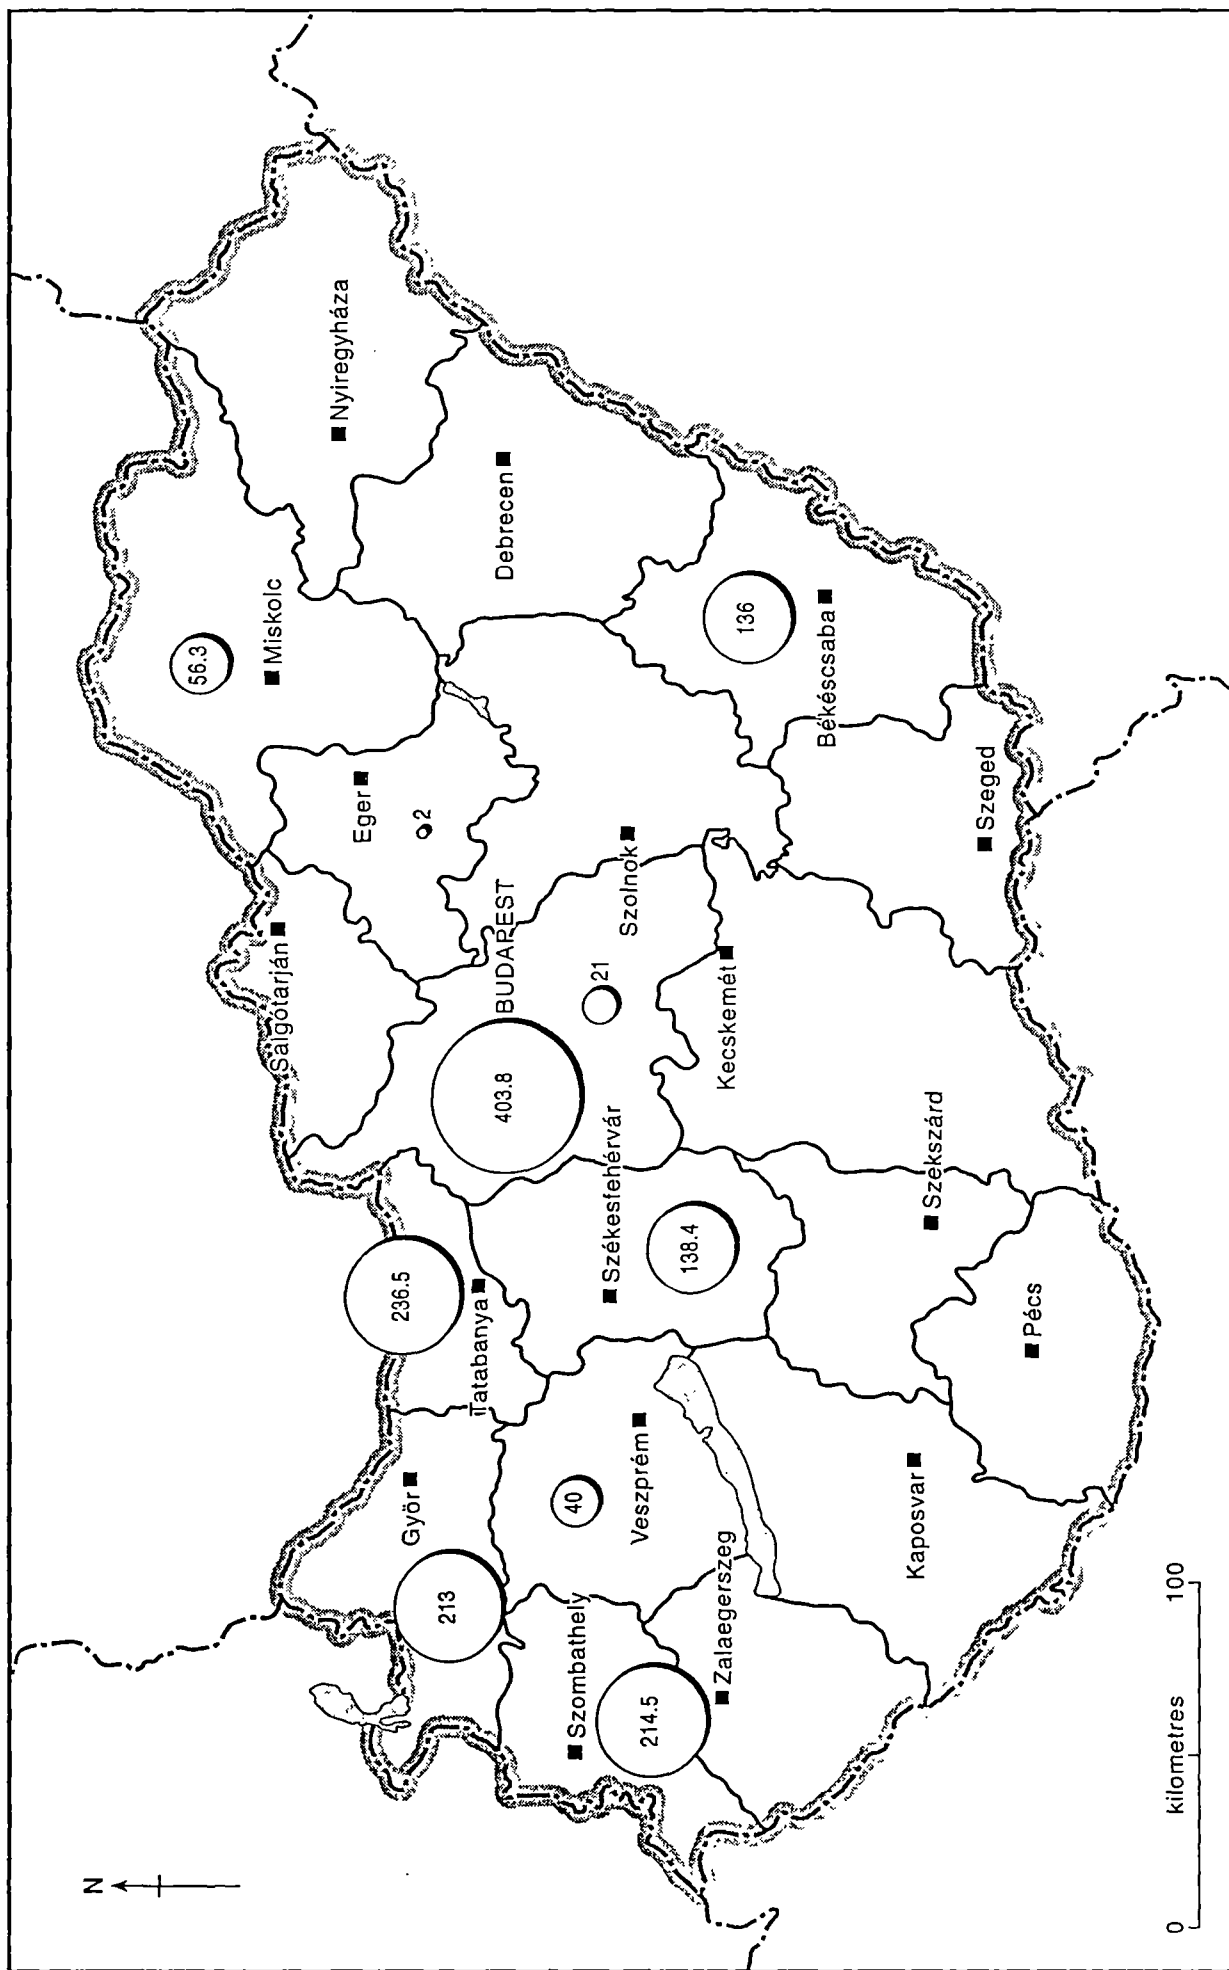 N
Salgótarján
Miskolc
56.3
Nyiregyháza
Eger
2
Györ
236.5
213
Tatabanya
BUDAPEST
403.8
Debrecen
21
Szombathely
40
Székesfehérvár
Szolnok
Veszprém
214.5
138.4
Zalaegerszeg
Kecskemét
136
Békéscsaba
Kaposvar
Szekszárd
Szeged
Pécs
0 kilometres 100